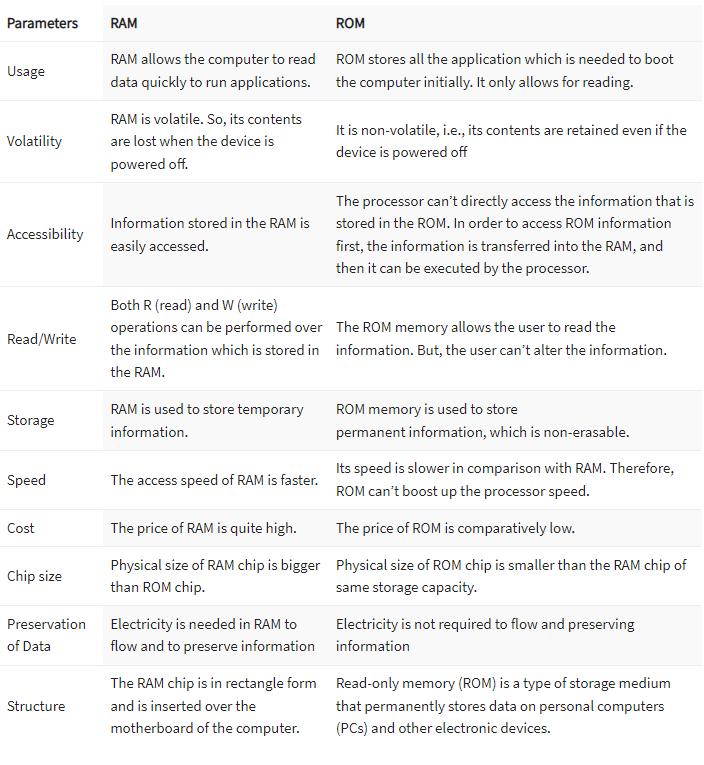 Parameters RAM ROM
Usage
RAM allows the computer to read
data quickly to run applications.
ROM stores all the application which is needed to boot
the computer initially. It only allows for reading.
Volatility
RAM is volatile. So, its contents
are lost when the device is
powered off.
It is non-volatile, i.e., its contents are retained even if the
device is powered off
Accessibility
Information stored in the RAM is
easily accessed.
The processor can’t directly access the information that is
stored in the ROM. In order to access ROM information
first, the information is transferred into the RAM, and
then it can be executed by the processor.
Read/Write
Both R (read) and W (write)
operations can be performed over
the information which is stored in
the RAM.
The ROM memory allows the user to read the
information. But, the user can’t alter the information.
Storage
RAM is used to store temporary
information.
ROM memory is used to store
permanent information, which is non-erasable.
Speed
The access speed of RAM is faster.
Its speed is slower in comparison with RAM. Therefore,
ROM can’t boost up the processor speed.
Cost
The price of RAM is quite high.
The price of ROM is comparatively low.
Chip size
Physical size of RAM chip is bigger
than ROM chip.
Physical size of ROM chip is smaller than the RAM chip of
same storage capacity.
Preservation
of Data
Electricity is needed in RAM to
flow and to preserve information
Electricity is not required to flow and preserving
information
Structure
The RAM chip is in rectangle form
and is inserted over the
motherboard of the computer.
Read-only memory (ROM) is a type of storage medium
that permanently stores data on personal computers
(PCs) and other electronic devices.